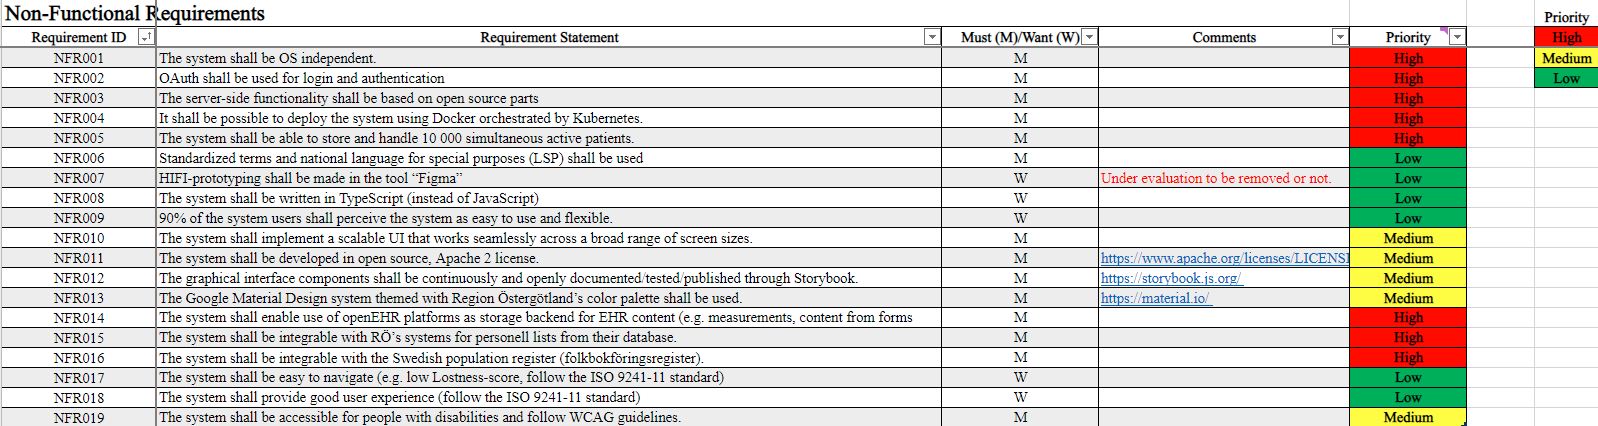 Non-Functional Requirements
Priority
Requirement ID Requirement Statement Must (M)/Want (W) Comments Priority High
NFR001 The system shall be OS independent. M High Medium
NFR002 OAuth shall be used for login and authentication M High Low
NFR003 The server-side functionality shall be based on open source parts M High
NFR004 It shall be possible to deploy the system using Docker orchestrated by Kubernetes. M High
NFR005 The system shall be able to store and handle 10 000 simultaneous active patients. M High
NFR006 Standardized terms and national language for special purposes (LSP) shall be used M Low
NFR007 HIFI-prototyping shall be made in the tool “Figma” W Under evaluation to be removed or not. Low
NFR008 The system shall be written in TypeScript (instead of JavaScript) W Low
NFR009 90% of the system users shall perceive the system as easy to use and flexible. W Low
NFR010 The system shall implement a scalable UI that works seamlessly across a broad range of screen sizes. M Medium
NFR011 The system shall be developed in open source, Apache 2 license. M https://www.apache.org/licenses/LICENSI Medium
NFR012 The graphical interface components shall be continuously and openly documented/tested/published through Storybook. M https://storybook.js.org/ Medium
NFR013 The Google Material Design system themed with Region Östergötland’s color palette shall be used. M https://material.io/ Medium
NFR014 The system shall enable use of openEHR platforms as storage backend for EHR content (e.g. measurements, content from forms M High
NFR015 The system shall be integrable with RÖ’s systems for personell lists from their database. M High
NFR016 The system shall be integrable with the Swedish population register (folkbokföringsregister). M High
NFR017 The system shall be easy to navigate (e.g. low Lostness-score, follow the ISO 9241-11 standard) W Low
NFR018 The system shall provide good user experience (follow the ISO 9241-11 standard) W Low
NFR019 The system shall be accessible for people with disabilities and follow WCAG guidelines. M Medium